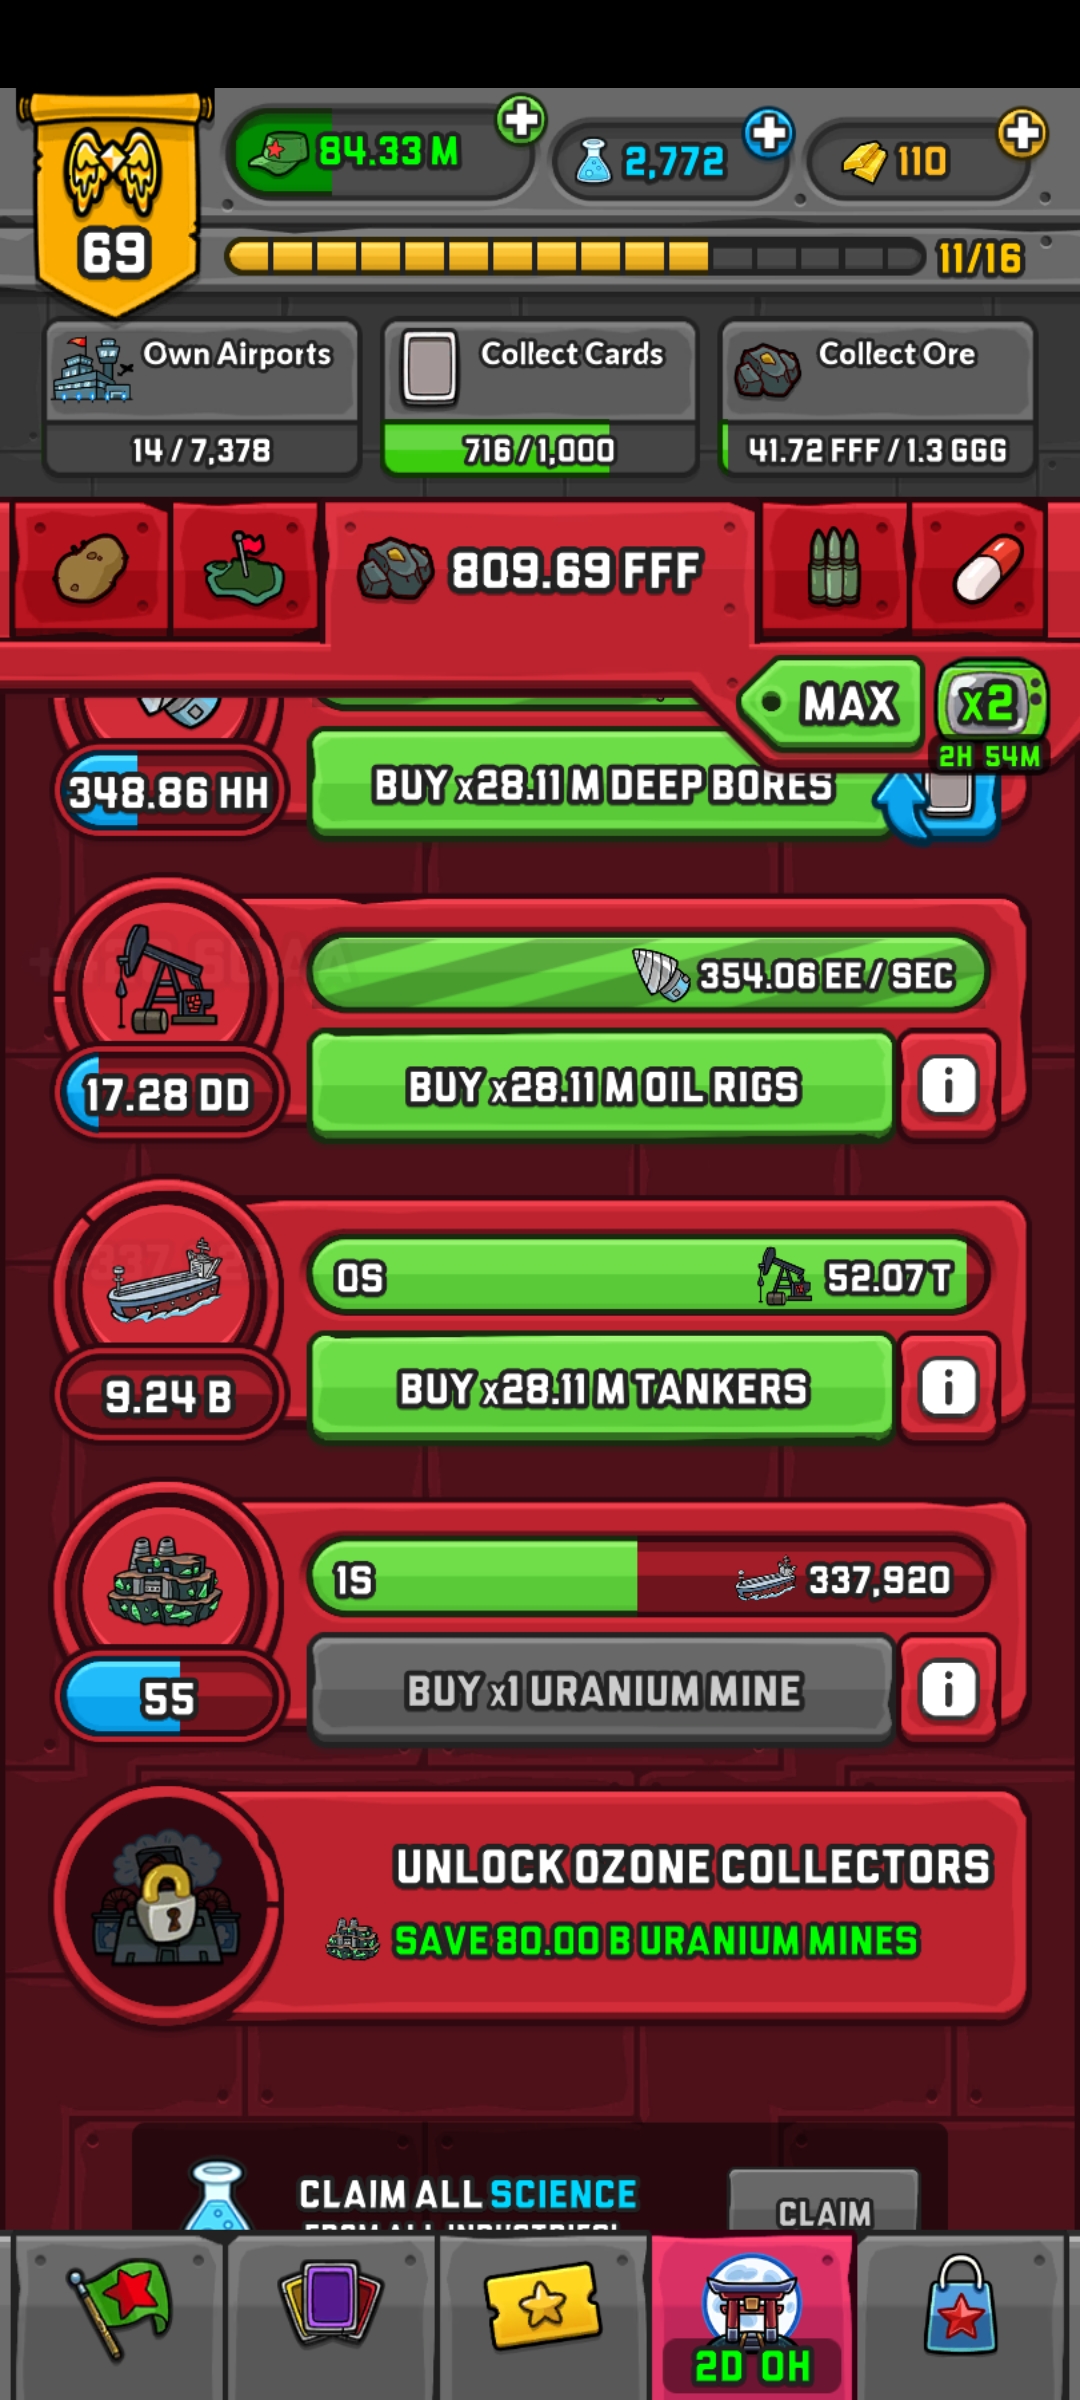 84.33 M
2,772
110
69
11/16
Own Airports
14 / 7,378
Collect Cards
716 / 1,000
Collect Ore
41.72 FFF / 1.3 GGG
809.69 FFF
MAX
x2
2H 54M
348.86 HH
BUY x28.11 M DEEP BORES
354.06 EE / SEC
17.28 DD
BUY x28.11 M OIL RIGS
i
0S
52.07 T
9.24 B
BUY x28.11 M TANKERS
i
1S
337,920
55
BUY x1 URANIUM MINE
i
UNLOCK OZONE COLLECTORS
SAVE 80.00 B URANIUM MINES
CLAIM ALL SCIENCE
FROM ALL INDUSTRIES!
CLAIM
2D 0H